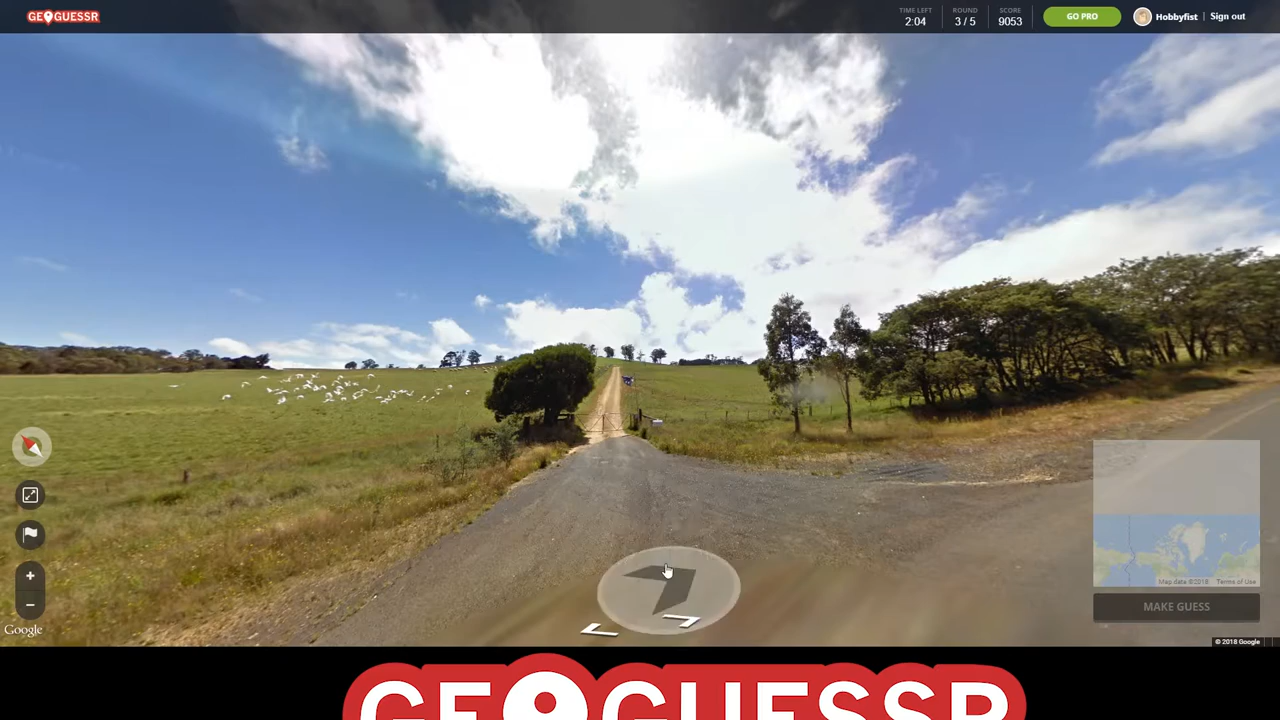 GEOGUESSR
TIME LEFT
2:04
ROUND
3 / 5
SCORE
9053
GO PRO
Hobbyfist | Sign out
Map data ©2018 Terms of Use
MAKE GUESS
Google
© 2018 Google
GEOGUESSR